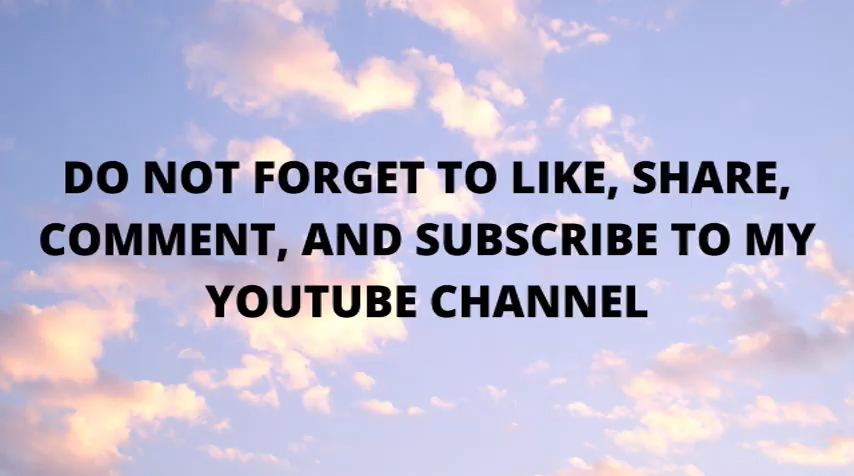 DO NOT FORGET TO LIKE, SHARE,
COMMENT, AND SUBSCRIBE TO MY
YOUTUBE CHANNEL